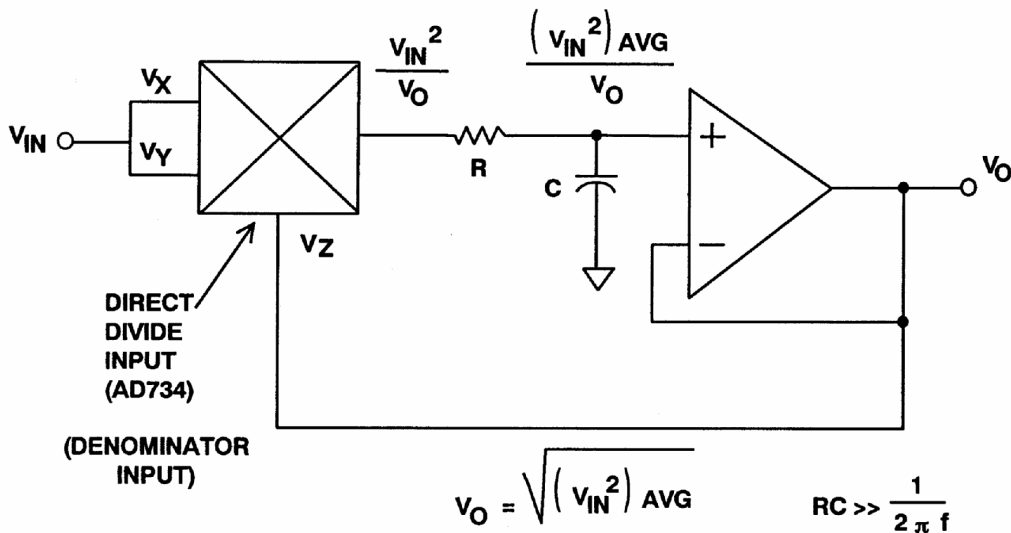 V_IN
V_X
V_Y
V_IN^2 / V_O
(V_IN^2) AVG / V_O
R
C
+
−
V_O
V_Z
DIRECT
DIVIDE
INPUT
(AD734)
(DENOMINATOR
INPUT)
V_O = √((V_IN^2) AVG)
RC >> 1 / 2 π f